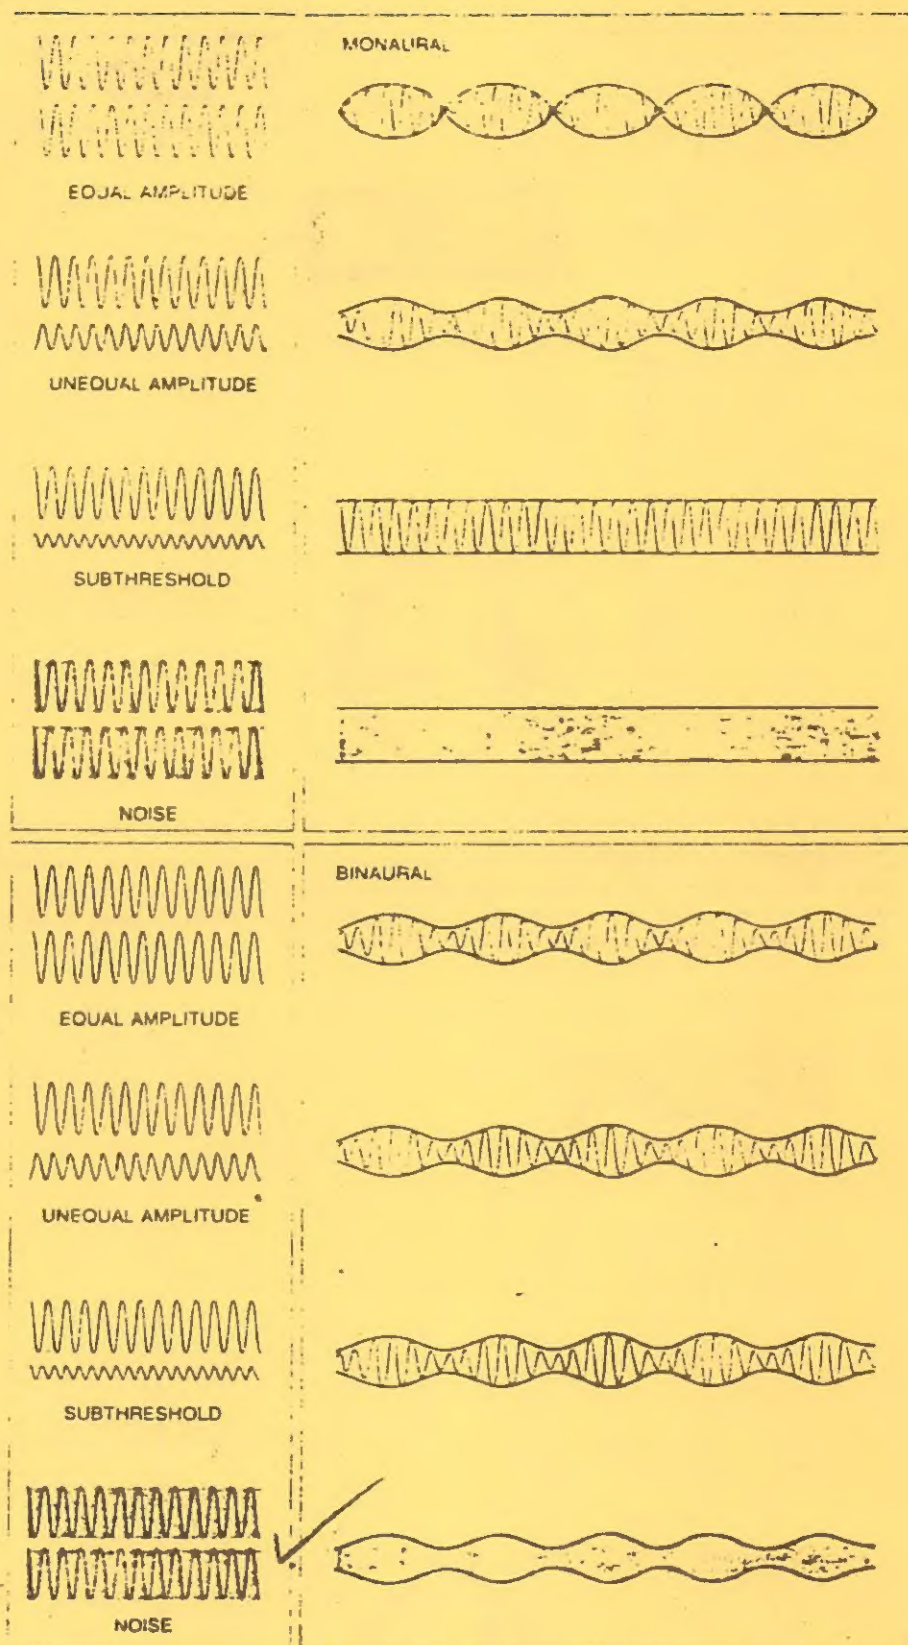 MONAURAL
EQUAL AMPLITUDE
UNEQUAL AMPLITUDE
SUBTHRESHOLD
NOISE
BINAURAL
EQUAL AMPLITUDE
UNEQUAL AMPLITUDE
SUBTHRESHOLD
NOISE